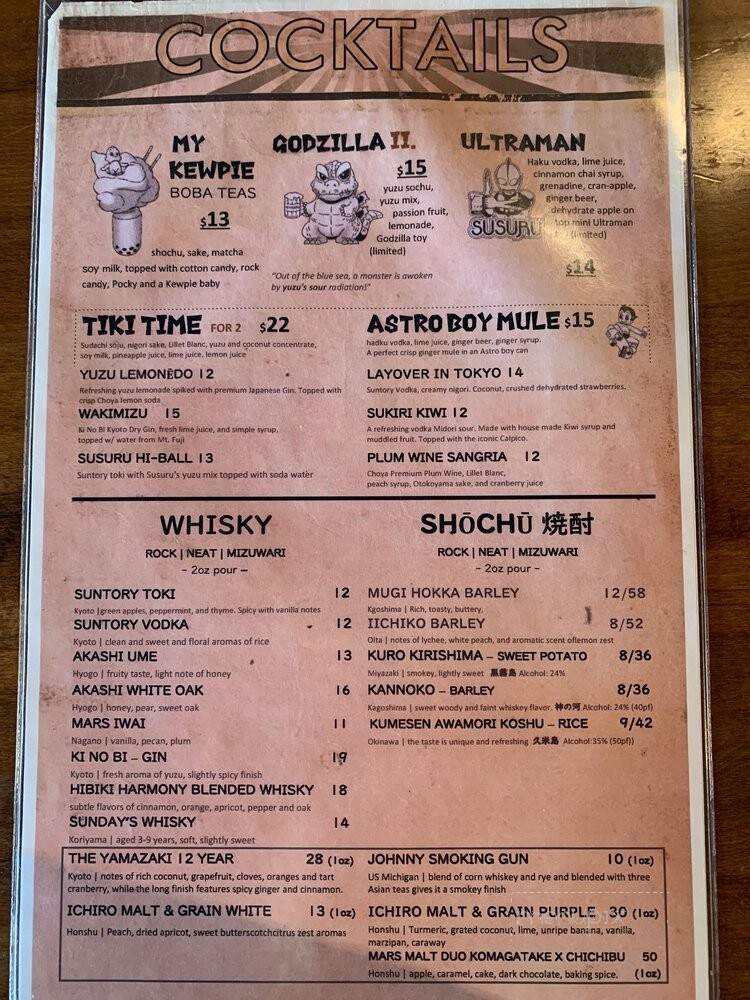 COCKTAILS
MY
KEWPIE
BOBA TEAS
$13
shochu, sake, matcha
soy milk, topped with cotton candy, rock
candy, Pocky and a Kewpie baby
GODZILLA II.
$15
yuzu sochu,
yuzu mix,
passion fruit,
lemonade,
Godzilla toy
(limited)
"Out of the blue sea, a monster is awoken
by yuzu's sour radiation!"
ULTRAMAN
Haku vodka, lime juice,
cinnamon chai syrup,
grenadine, cran-apple,
ginger beer,
dehydrate apple on
top mini Ultraman
(limited)
SUSURU
$14
TIKI TIME FOR 2 $22
Sudachi soju, nigori sake, Lillet Blanc, yuzu and coconut concentrate,
soy milk, pineapple juice, lime juice, lemon juice
ASTRO BOY MULE $15
hadku vodka, lime juice, ginger beer, ginger syrup.
A perfect crisp ginger mule in an Astro boy can
YUZU LEMONEDO 12
Refreshing yuzu lemonade spiked with premium Japanese Gin. Topped with
crisp Choya lemon soda
WAKIMIZU 15
Ki No Bi Kyoto Dry Gin, fresh lime juice, and simple syrup,
topped w/ water from Mt. Fuji
SUSURU HI-BALL 13
Suntory toki with Susuru's yuzu mix topped with soda water
LAYOVER IN TOKYO 14
Suntory Vodka, creamy nigori. Coconut, crushed dehydrated strawberries.
SUKIRI KIWI 12
A refreshing vodka Midori sour. Made with house made Kiwi syrup and
muddled fruit. Topped with the iconic Calpico.
PLUM WINE SANGRIA 12
Choya Premium Plum Wine, Lillet Blanc,
peach syrup, Otokoyama sake, and cranberry juice
WHISKY
ROCK | NEAT | MIZUWARI
- 2oz pour –
SUNTORY TOKI 12
Kyoto |green apples, peppermint, and thyme. Spicy with vanilla notes
SUNTORY VODKA 12
Kyoto | clean and sweet and floral aromas of rice
AKASHI UME 13
Hyogo | fruity taste, light note of honey
AKASHI WHITE OAK 16
Hyogo | honey, pear, sweet oak
MARS IWAI 11
Nagano | vanilla, pecan, plum
KI NO BI – GIN 19
Kyoto | fresh aroma of yuzu, slightly spicy finish
HIBIKI HARMONY BLENDED WHISKY 18
subtle flavors of cinnamon, orange, apricot, pepper and oak
SUNDAY'S WHISKY 14
Koriyama | aged 3-9 years, soft, slightly sweet
SHŌCHŪ 焼酎
ROCK | NEAT | MIZUWARI
- 2oz pour -
MUGI HOKKA BARLEY 12/58
Kgoshima | Rich, toasty, buttery,
IICHIKO BARLEY 8/52
Oita | notes of lychee, white peach, and aromatic scent oflemon zest
KURO KIRISHIMA – SWEET POTATO 8/36
Miyazaki | smokey, lightly sweet 黒霧島 Alcohol: 24%
KANNOKO – BARLEY 8/36
Kagoshima | sweet woody and faint whiskey flavor. 神の河 Alcohol: 24% (40pf)
KUMESEN AWAMORI KOSHU – RICE 9/42
Okinawa | the taste is unique and refreshing 久米島 Alcohol:35% (50pf))
THE YAMAZAKI 12 YEAR 28 (1oz)
Kyoto | notes of rich coconut, grapefruit, cloves, oranges and tart
cranberry, while the long finish features spicy ginger and cinnamon.
ICHIRO MALT & GRAIN WHITE 13 (1oz)
Honshu | Peach, dried apricot, sweet butterscotchcitrus zest aromas
JOHNNY SMOKING GUN 10 (1oz)
US Michigan | blend of corn whiskey and rye and blended with three
Asian teas gives it a smokey finish
ICHIRO MALT & GRAIN PURPLE 30 (1oz)
Honshu | Turmeric, grated coconut, lime, unripe banana, vanilla,
marzipan, caraway
MARS MALT DUO KOMAGATAKE X CHICHIBU 50
Honshu | apple, caramel, cake, dark chocolate, baking spice. (1oz)